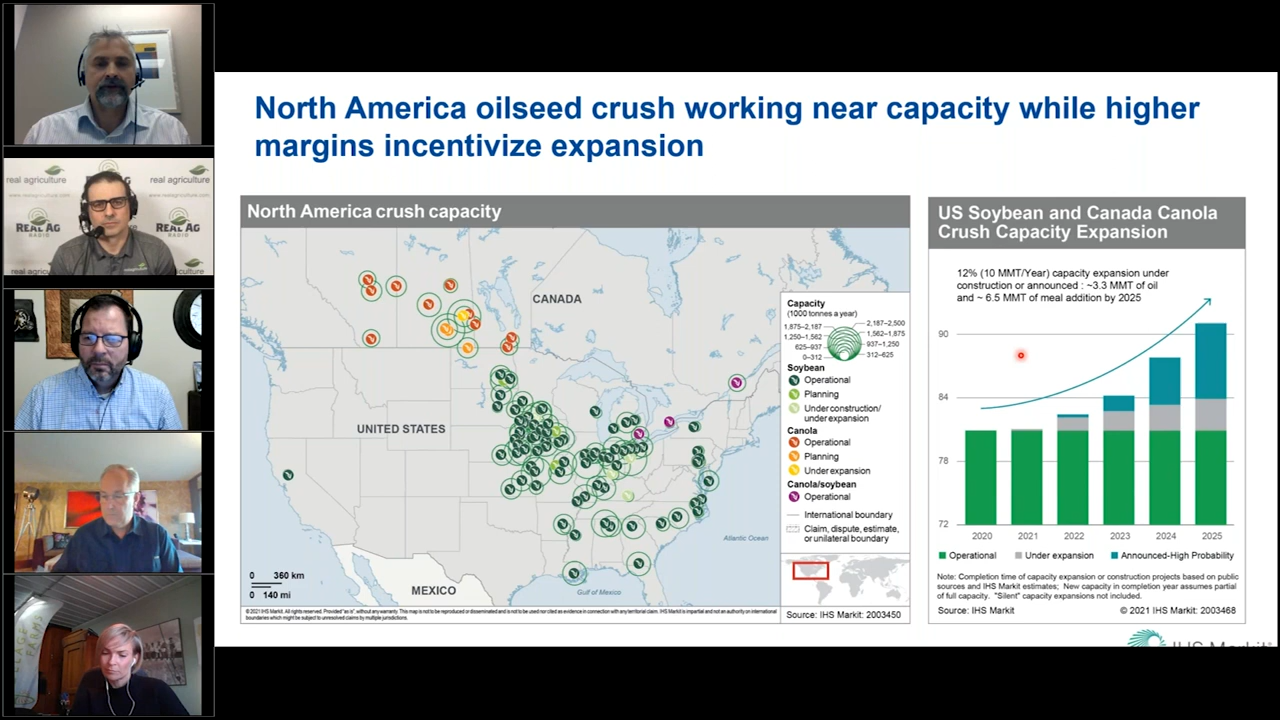 North America oilseed crush working near capacity while higher
margins incentivize expansion
real agriculture
real agriculture
www.realagriculture.com
REAL AG
RADIO
REAL AG
RADIO
North America crush capacity
CANADA
UNITED STATES
MEXICO
Atlantic Ocean
Gulf of Mexico
0 360 km
0 140 mi
Capacity
(1000 tonnes a year)
1,875–2,187
2,187–2,500
1,250–1,562
1,562–1,875
625–937
937–1,250
0–312
312–625
Soybean
Operational
Planning
Under construction/
under expansion
Canola
Operational
Planning
Under expansion
Canola/soybean
Operational
International boundary
Claim, dispute, estimate,
or unilateral boundary
©2021 IHS Markit. All rights reserved. Provided "as is", without any warranty. This map is not to be reproduced or disseminated and is not to be used nor cited as evidence in connection with any territorial claim. IHS Markit is impartial and not an authority on international
boundaries which might be subject to unresolved claims by multiple jurisdictions.
Source: IHS Markit: 2003450
US Soybean and Canada Canola
Crush Capacity Expansion
12% (10 MMT/Year) capacity expansion under
construction or announced : ~3.3 MMT of oil
and ~ 6.5 MMT of meal addition by 2025
90
84
78
72
2020 2021 2022 2023 2024 2025
Operational Under expansion Announced-High Probability
Note: Completion time of capacity expansion or construction projects based on public
sources and IHS Markit estimates: New capacity in completion year assumes partial
of full capacity. "Silent" capacity expansions not included.
Source: IHS Markit © 2021 IHS Markit: 2003468
IHS Markit